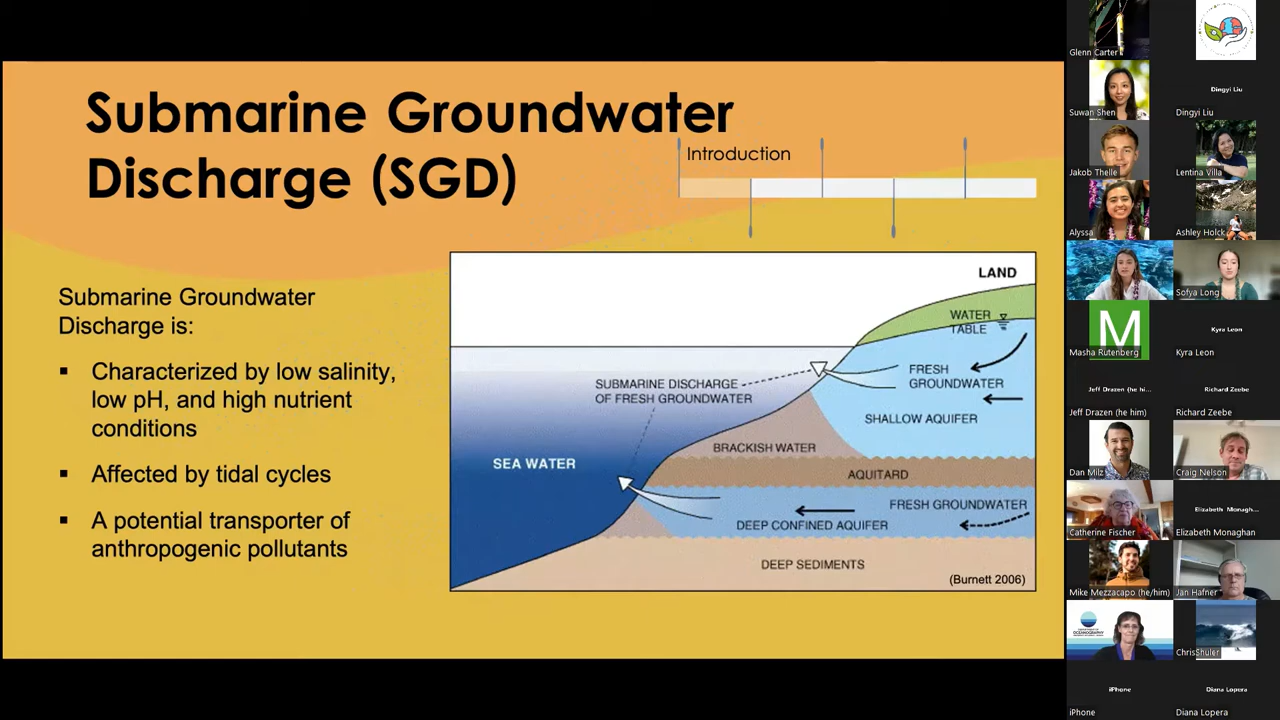 Submarine Groundwater
Discharge (SGD)
Introduction
Submarine Groundwater
Discharge is:
▪ Characterized by low salinity,
low pH, and high nutrient
conditions
▪ Affected by tidal cycles
▪ A potential transporter of
anthropogenic pollutants
LAND
WATER
TABLE
SUBMARINE DISCHARGE
OF FRESH GROUNDWATER
FRESH
GROUNDWATER
SHALLOW AQUIFER
BRACKISH WATER
SEA WATER
AQUITARD
FRESH GROUNDWATER
DEEP CONFINED AQUIFER
DEEP SEDIMENTS
(Burnett 2006)
Glenn Carter
Suwan Shen
Dingyi Liu
Dingyi Liu
Jakob Thelle
Lentina Villa
Alyssa
Ashley Holck
Sofya Long
M
Masha Rutenberg
Kyra Leon
Kyra Leon
Jeff Drazen (he hi...
Jeff Drazen (he him)
Richard Zeebe
Richard Zeebe
Dan Milz
Craig Nelson
Catherine Fischer
Elizabeth Monagh...
Elizabeth Monaghan
Mike Mezzacapo (he/him)
Jan Hafner
OCEANOGRAPHY
ChrisShuler
iPhone
iPhone
Diana Lopera
Diana Lopera